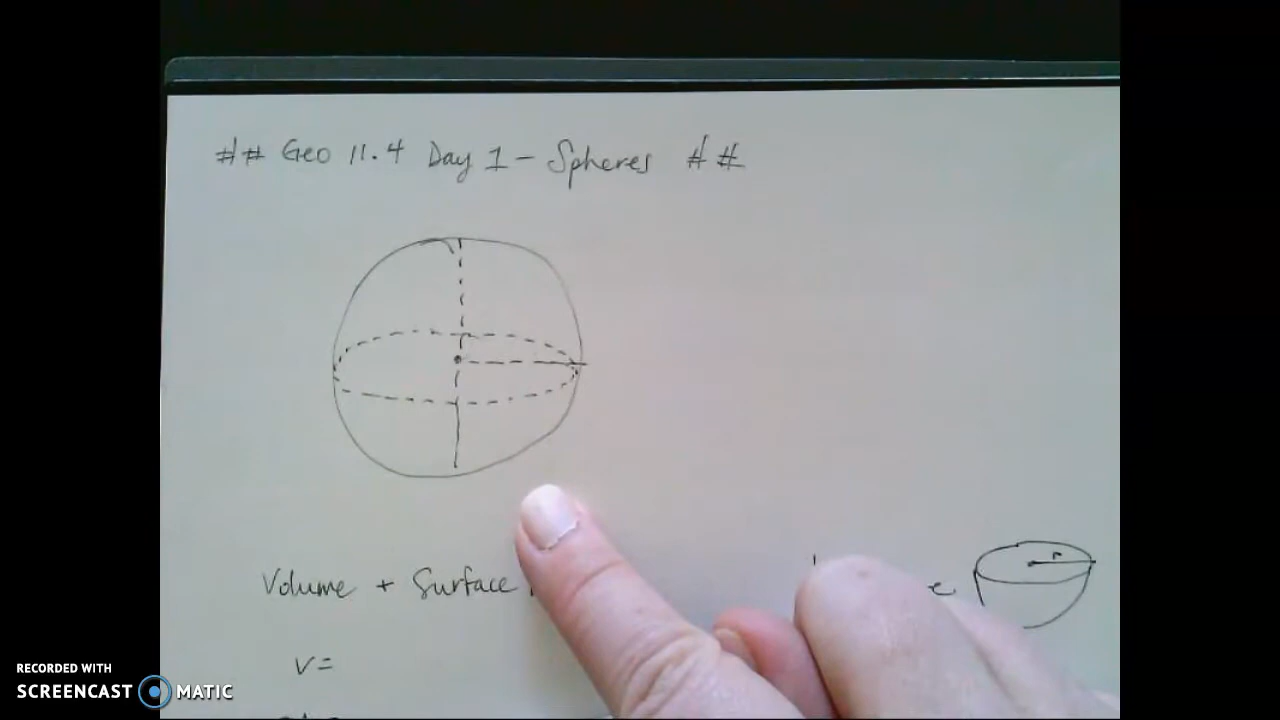 ## Geo 11.4 Day 1 - Spheres ##
r
Volume + Surface
V=
RECORDED WITH
SCREENCAST MATIC